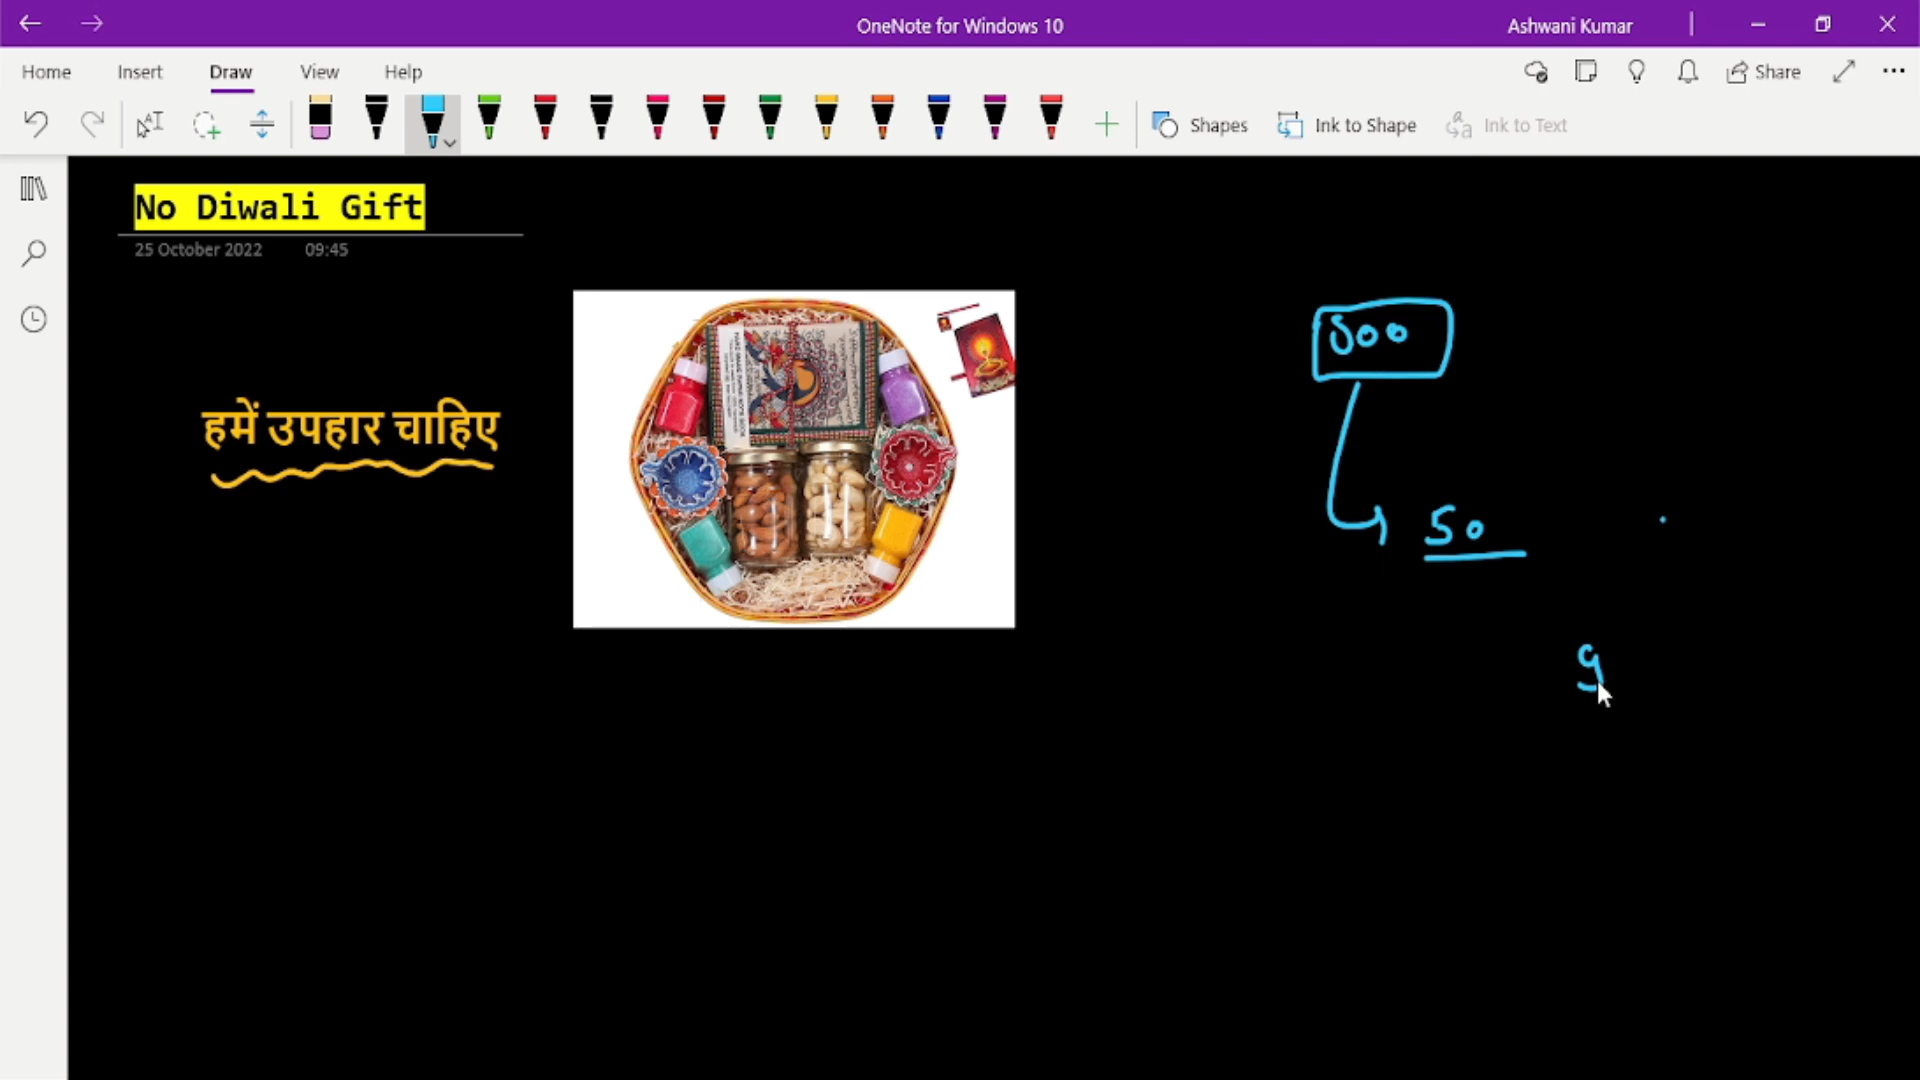 OneNote for Windows 10
Ashwani Kumar
Home Insert Draw View Help
Share
Shapes Ink to Shape Ink to Text
No Diwali Gift
25 October 2022 09:45
हमें उपहार चाहिए
500
50
9